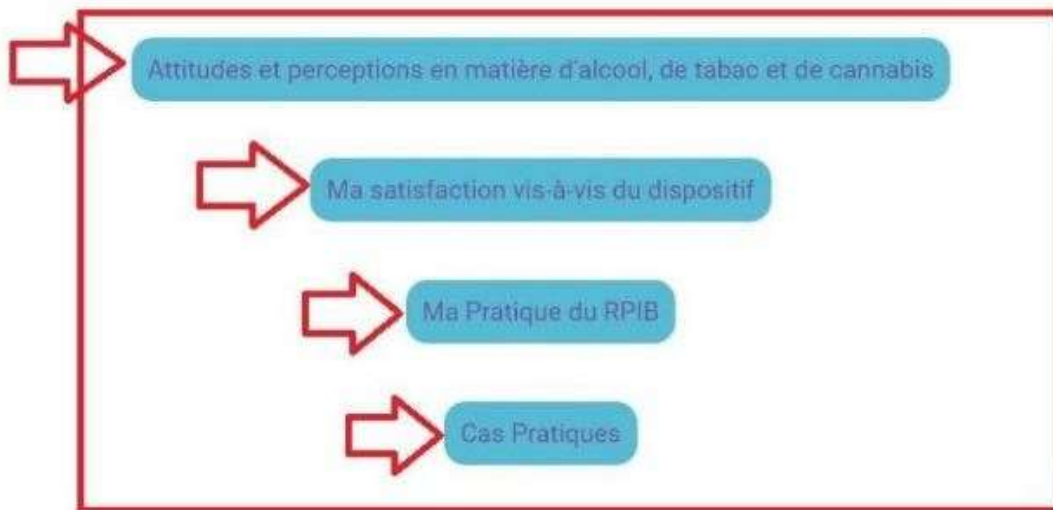 Attitudes et perceptions en matière d'alcool, de tabac et de cannabis
Ma satisfaction vis-à-vis du dispositif
Ma Pratique du RPIB
Cas Pratiques